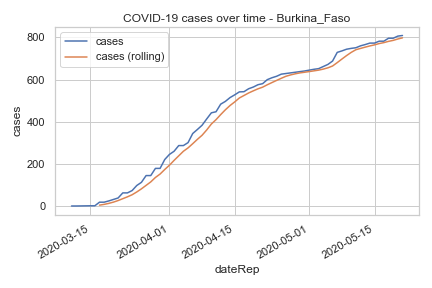 COVID-19 cases over time - Burkina_Faso
cases
cases (rolling)
800
600
400
200
0
cases
2020-03-15
2020-04-01
2020-04-15
2020-05-01
2020-05-15
dateRep